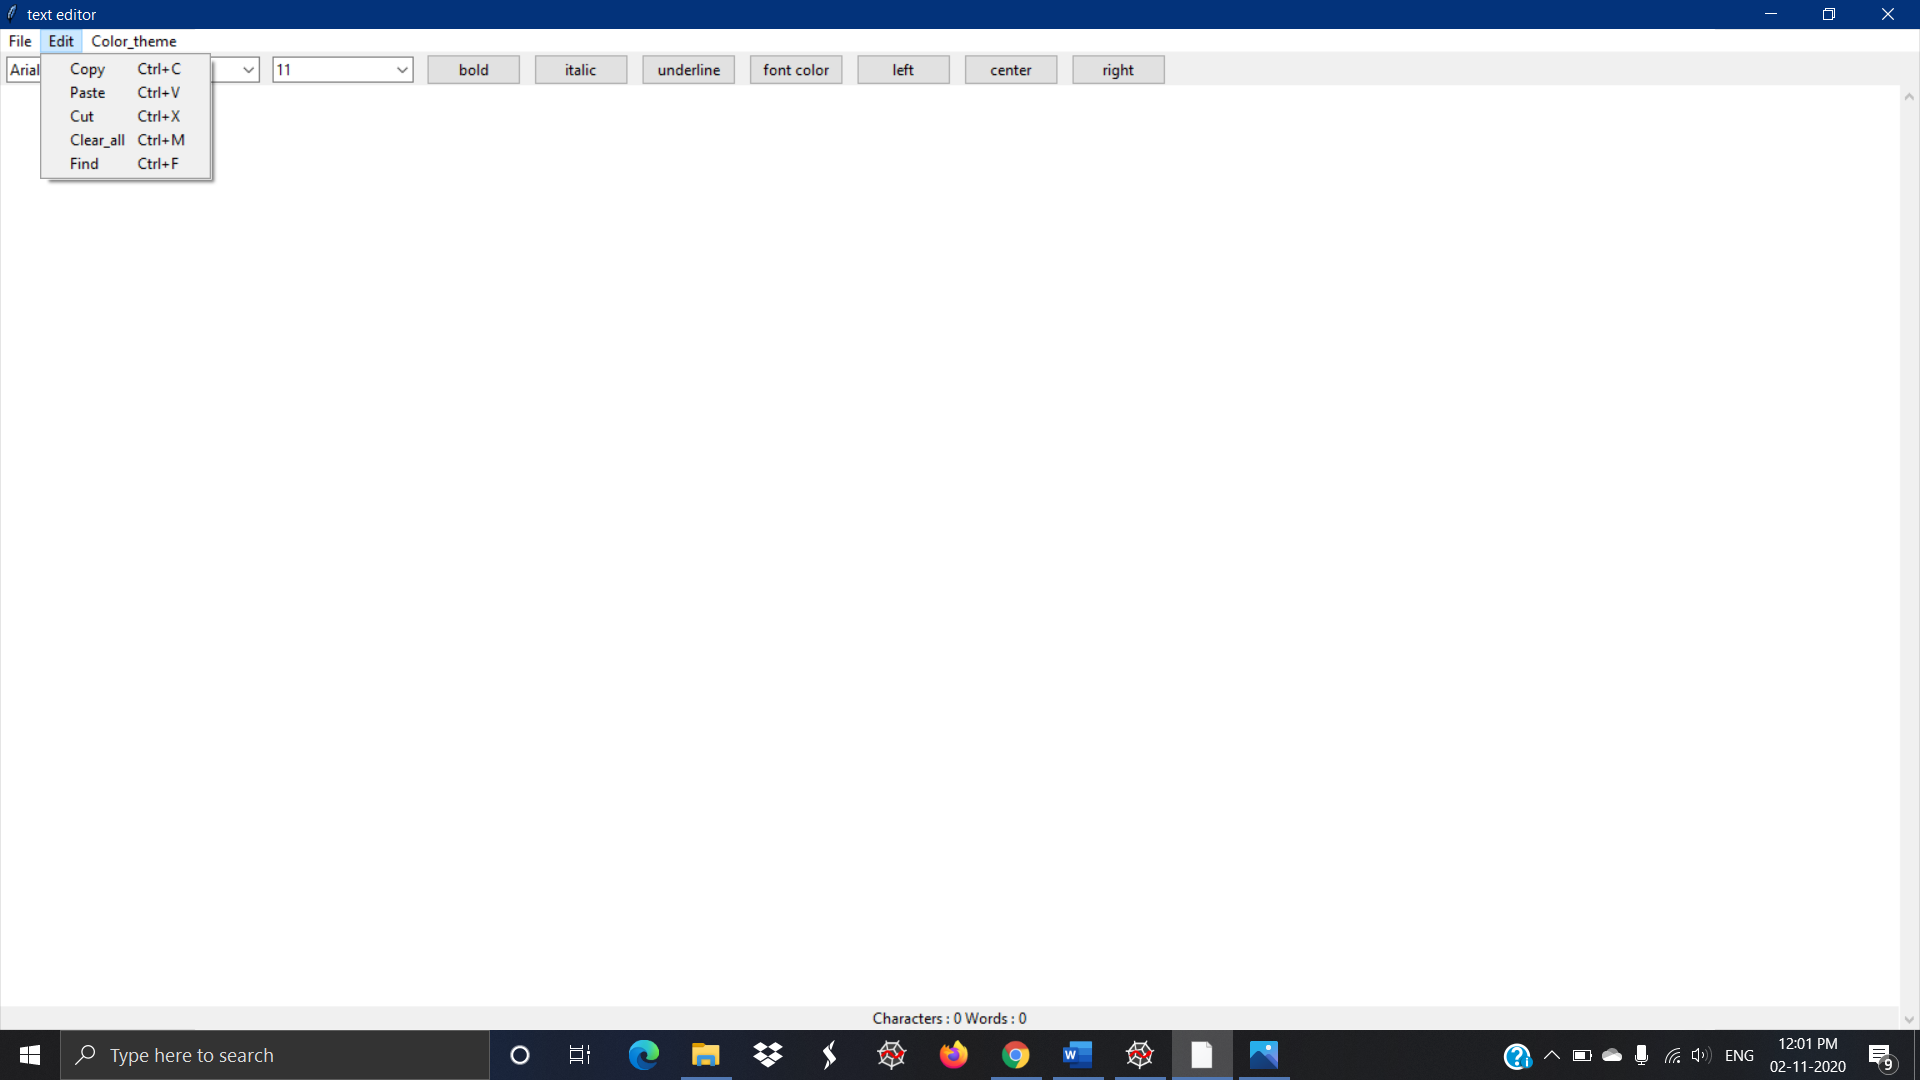 text editor
File Edit Color_theme
Arial 11 bold italic underline font color left center right
Copy Ctrl+C
Paste Ctrl+V
Cut Ctrl+X
Clear_all Ctrl+M
Find Ctrl+F
Characters : 0 Words : 0
Type here to search
W
ENG
12:01 PM
02-11-2020
9